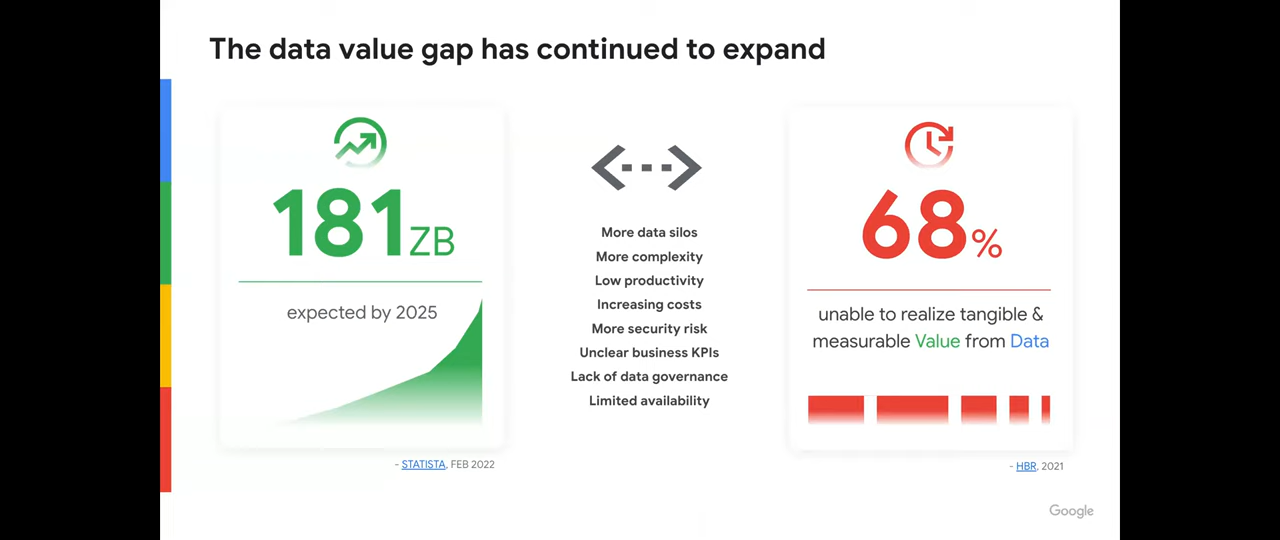 The data value gap has continued to expand
181ZB
expected by 2025
- STATISTA, FEB 2022
More data silos
More complexity
Low productivity
Increasing costs
More security risk
Unclear business KPIs
Lack of data governance
Limited availability
68%
unable to realize tangible &
measurable Value from Data
- HBR, 2021
Google